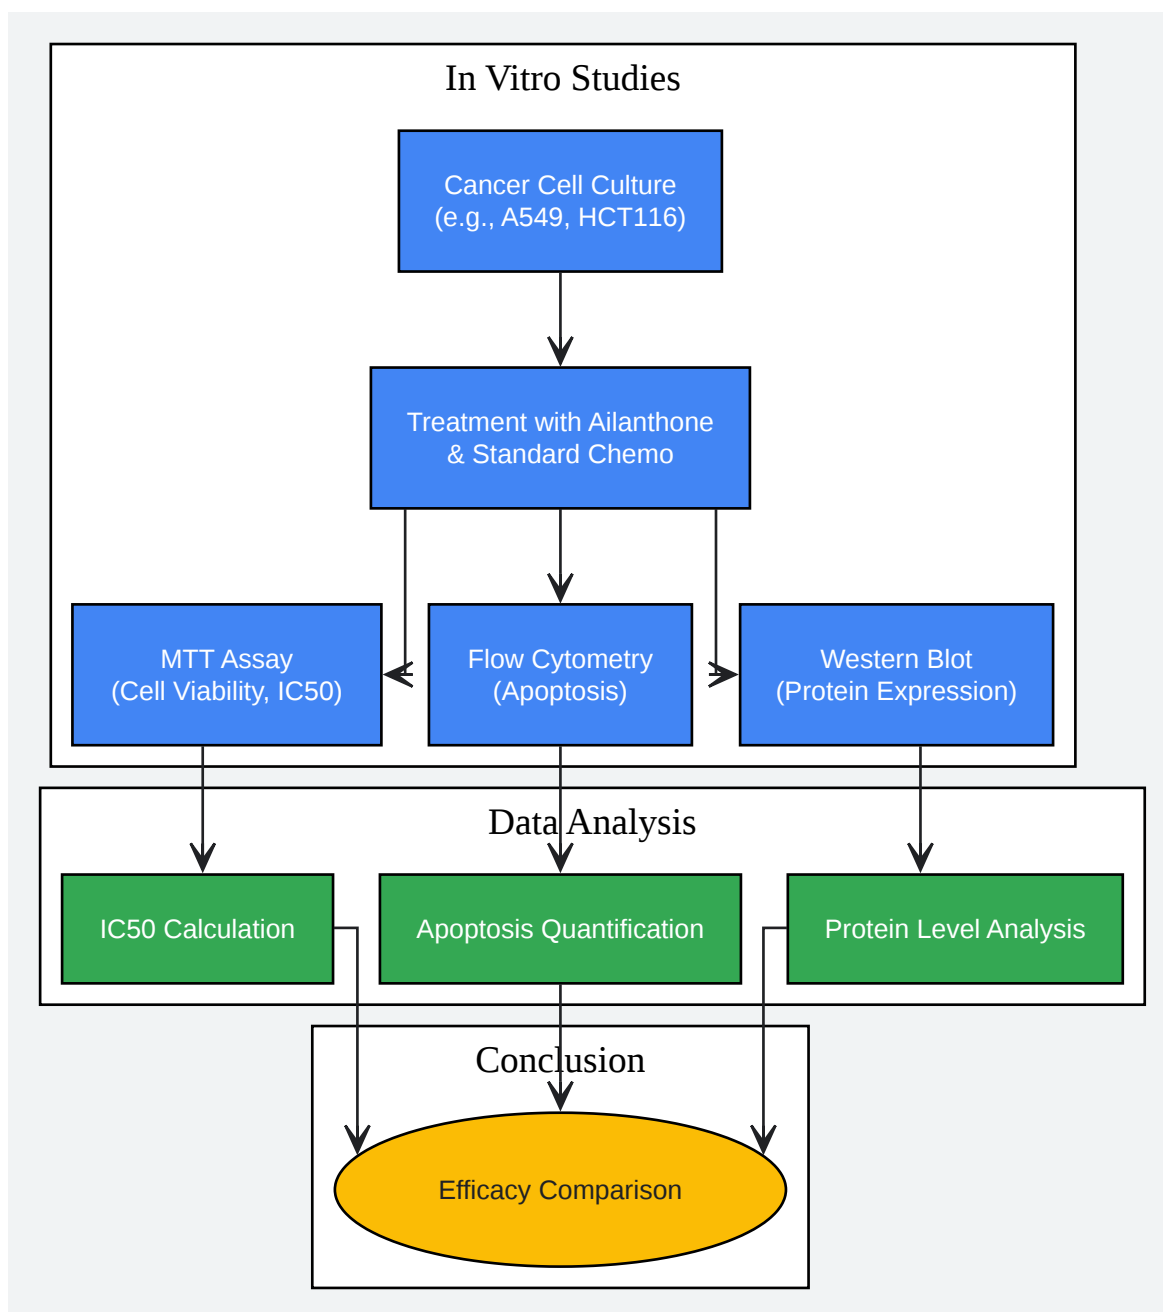 In Vitro Studies
Cancer Cell Culture
(e.g., A549, HCT116)
Treatment with Ailanthone
& Standard Chemo
MTT Assay
(Cell Viability, IC50)
Flow Cytometry
(Apoptosis)
Western Blot
(Protein Expression)
Data Analysis
IC50 Calculation
Apoptosis Quantification
Protein Level Analysis
Conclusion
Efficacy Comparison